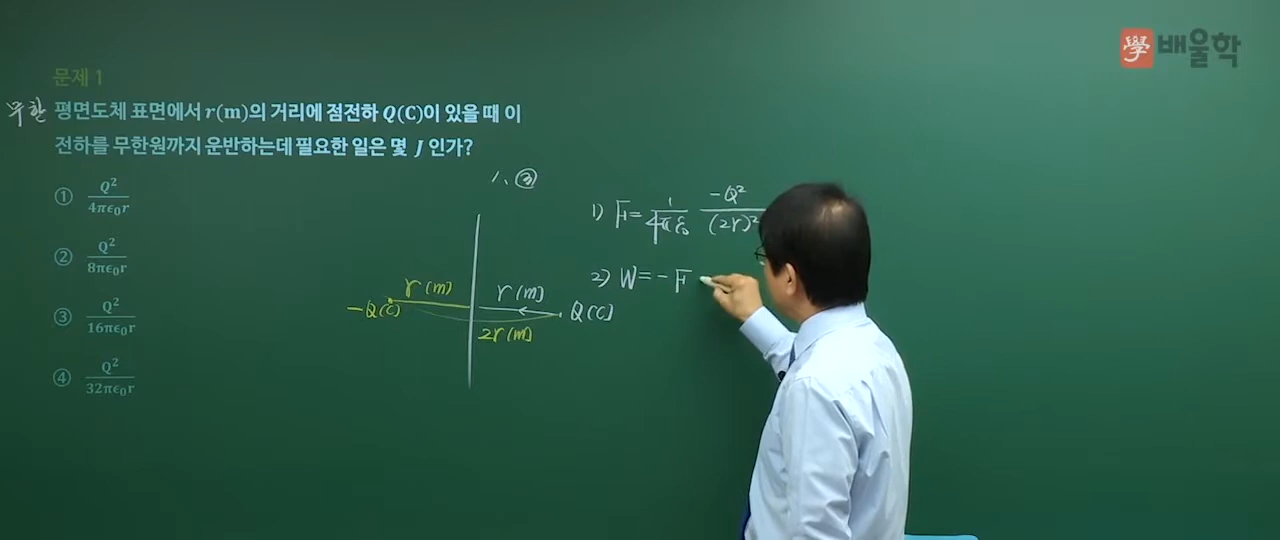 學 배울학
문제 1
무한 평면도체 표면에서 r(m)의 거리에 점전하 Q(C)이 있을 때 이
전하를 무한원까지 운반하는데 필요한 일은 몇 J 인가?
① Q²/4πϵ₀r
② Q²/8πϵ₀r
③ Q²/16πϵ₀r
④ Q²/32πϵ₀r
1. ③
1) F = 1/4πε₀ -Q²/(2r)²
2) W = - F
r(m)
r(m)
-Q(C)
Q(C)
2r(m)